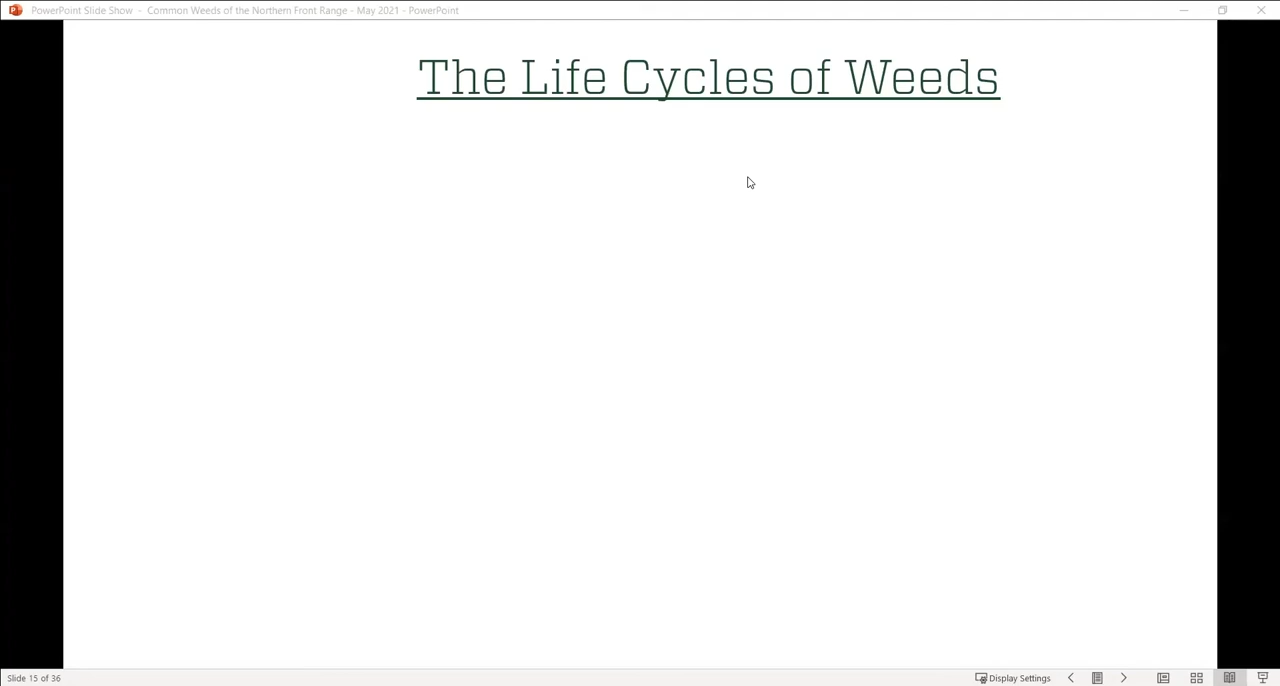 PowerPoint Slide Show - Common Weeds of the Northern Front Range - May 2021 - PowerPoint
The Life Cycles of Weeds
Slide 15 of 36
Display Settings